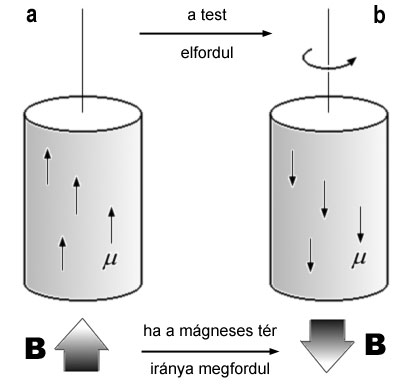 a
a test
b
elfordul
μ
μ
B
ha a mágneses tér
B
iránya megfordul